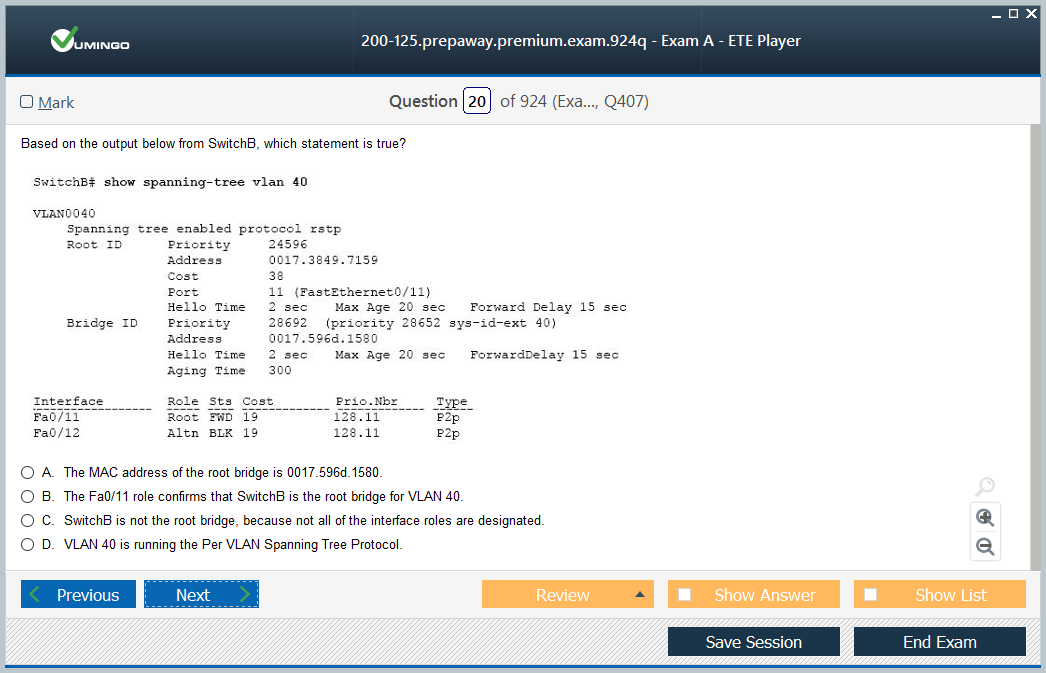 VUMINGO
200-125.prepaway.premium.exam.924q - Exam A - ETE Player
Mark
Question 20 of 924 (Exa..., Q407)
Based on the output below from SwitchB, which statement is true?
SwitchB# show spanning-tree vlan 40
VLAN0040
Spanning tree enabled protocol rstp
Root ID Priority 24596
Address 0017.3849.7159
Cost 38
Port 11 (FastEthernet0/11)
Hello Time 2 sec Max Age 20 sec Forward Delay 15 sec
Bridge ID Priority 28692 (priority 28652 sys-id-ext 40)
Address 0017.596d.1580
Hello Time 2 sec Max Age 20 sec ForwardDelay 15 sec
Aging Time 300
Interface Role Sts Cost Prio.Nbr Type
Fa0/11 Root FWD 19 128.11 P2p
Fa0/12 Altn BLK 19 128.11 P2p
A. The MAC address of the root bridge is 0017.596d.1580.
B. The Fa0/11 role confirms that SwitchB is the root bridge for VLAN 40.
C. SwitchB is not the root bridge, because not all of the interface roles are designated.
D. VLAN 40 is running the Per VLAN Spanning Tree Protocol.
Previous Next Review Show Answer Show List
Save Session End Exam